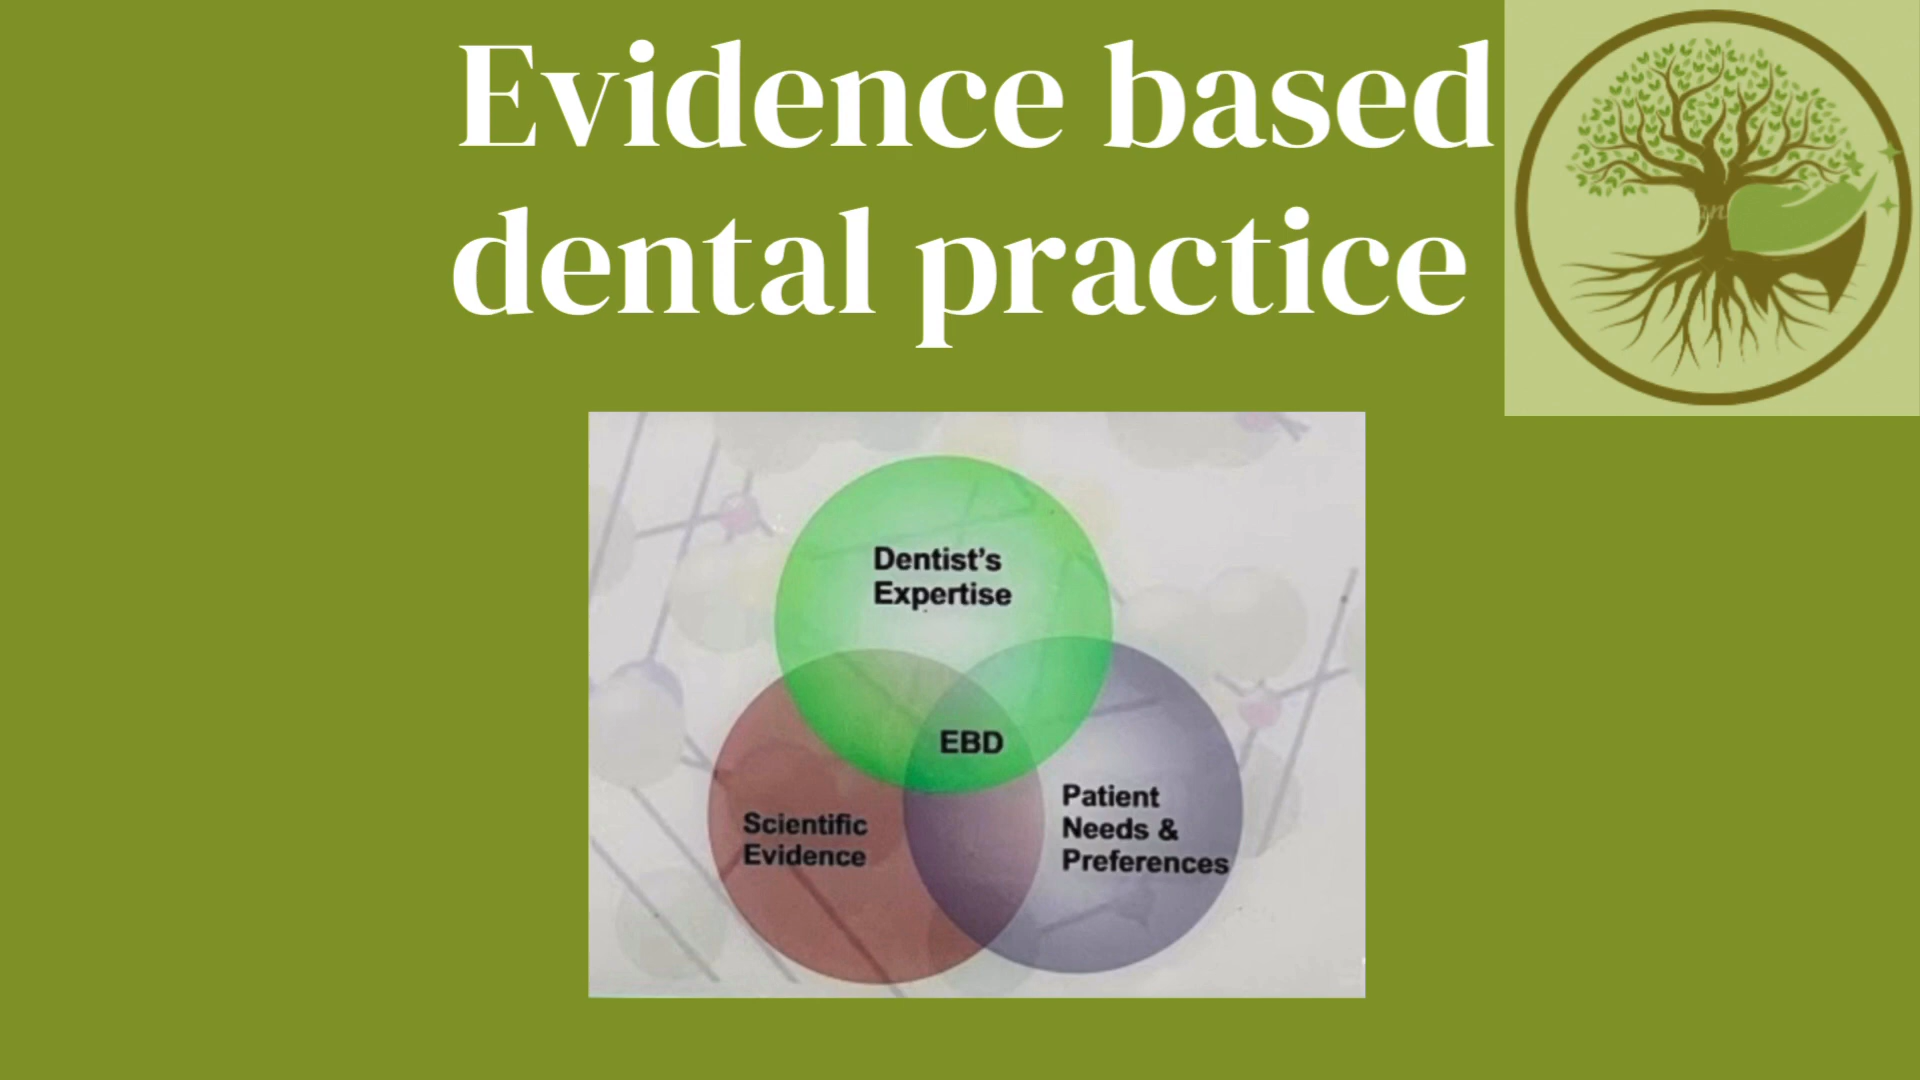 Evidence based
dental practice
Dentist's
Expertise
EBD
Scientific
Evidence
Patient
Needs &
Preferences